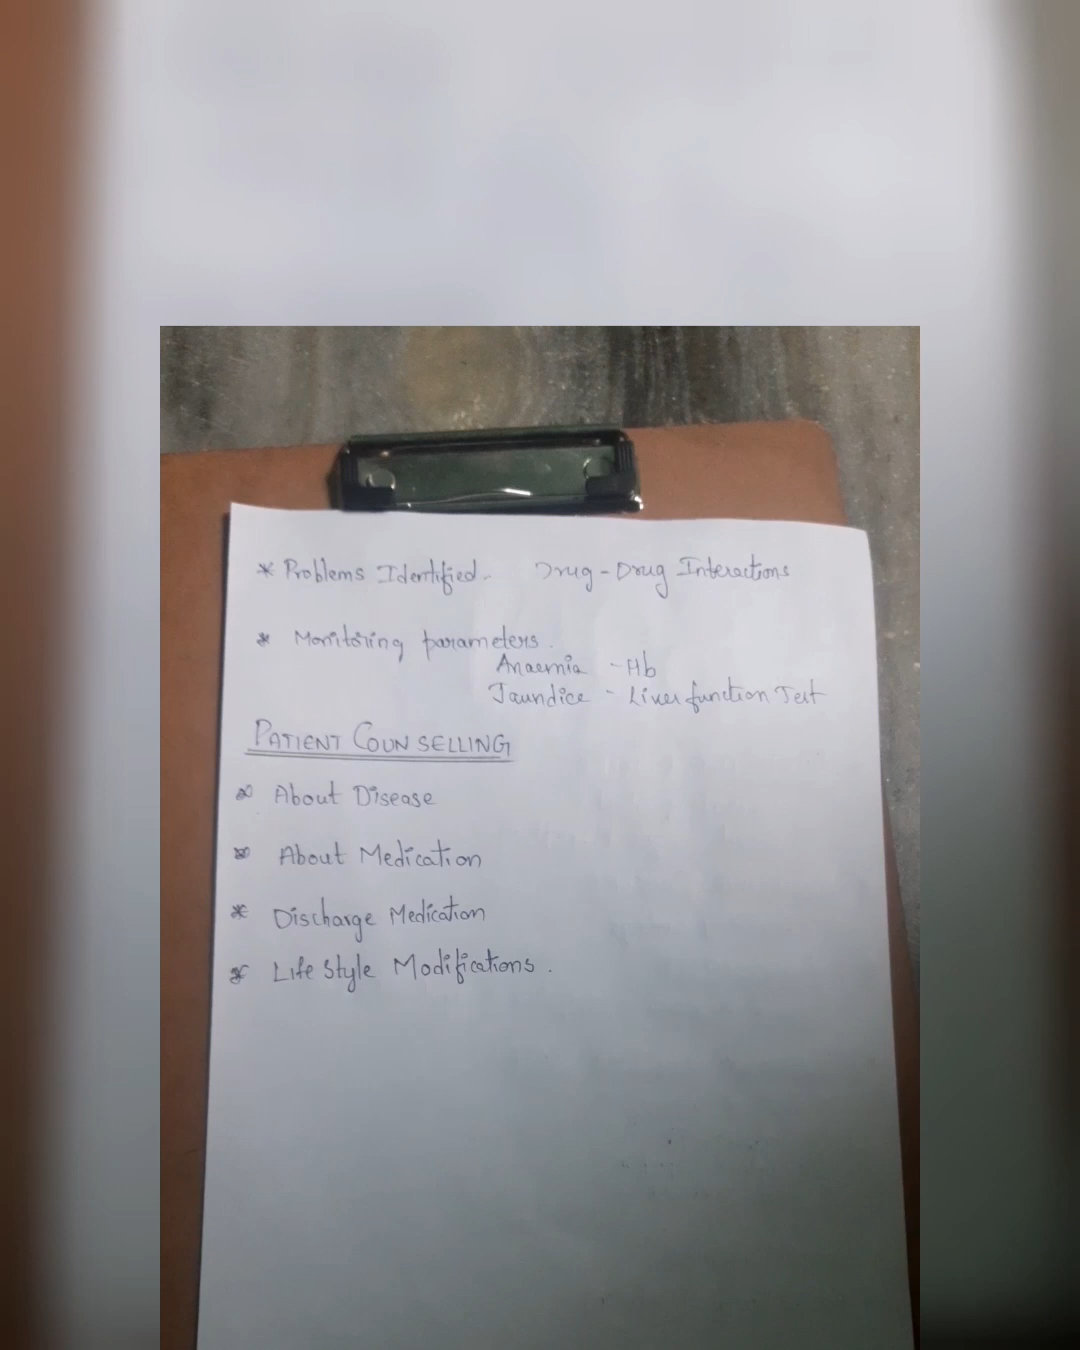 * Problems Identified - Drug - Drug Interactions
* Monitoring parameters.
Anaemia - Hb
Jaundice - Liver function Test
PATIENT COUNSELLING
* About Disease
* About Medication
* Discharge Medication
* Life Style Modifications.